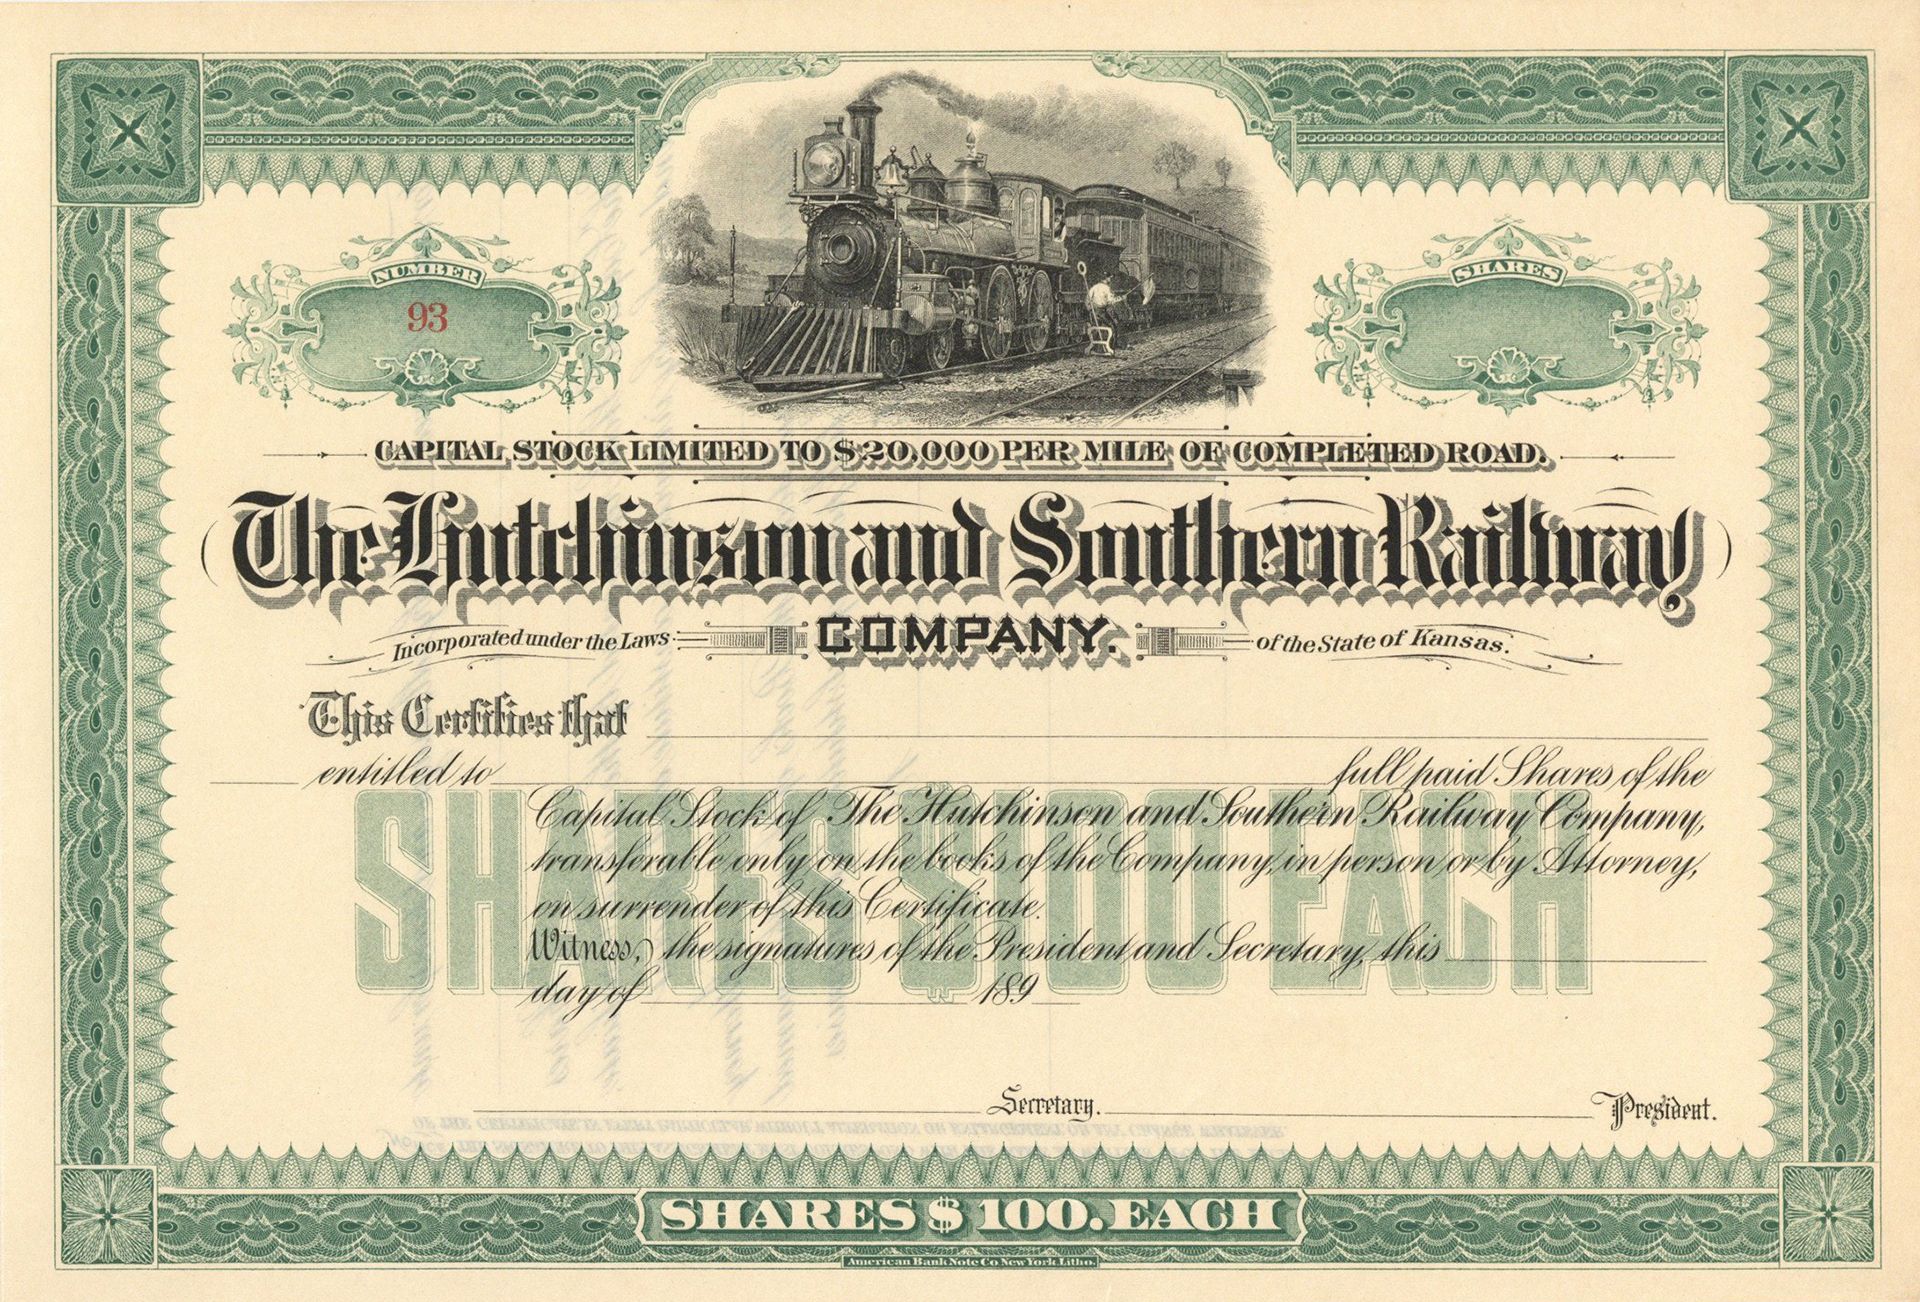 NUMBER
93
SHARES
CAPITAL STOCK LIMITED TO $20,000 PER MILE OF COMPLETED ROAD.
The Hutchinson and Southern Railway
COMPANY.
Incorporated under the Laws of the State of Kansas.
This Certifies that
entitled to full paid Shares of the
Capital Stock of The Hutchinson and Southern Railway Company,
transferable only on the books of the Company, in person or by Attorney,
on surrender of this Certificate.
Witness, the signatures of the President and Secretary, this
day of 189
SHARES $100 EACH
Secretary. President.
SHARES $100. EACH
American Bank Note Co. New York. Litho.